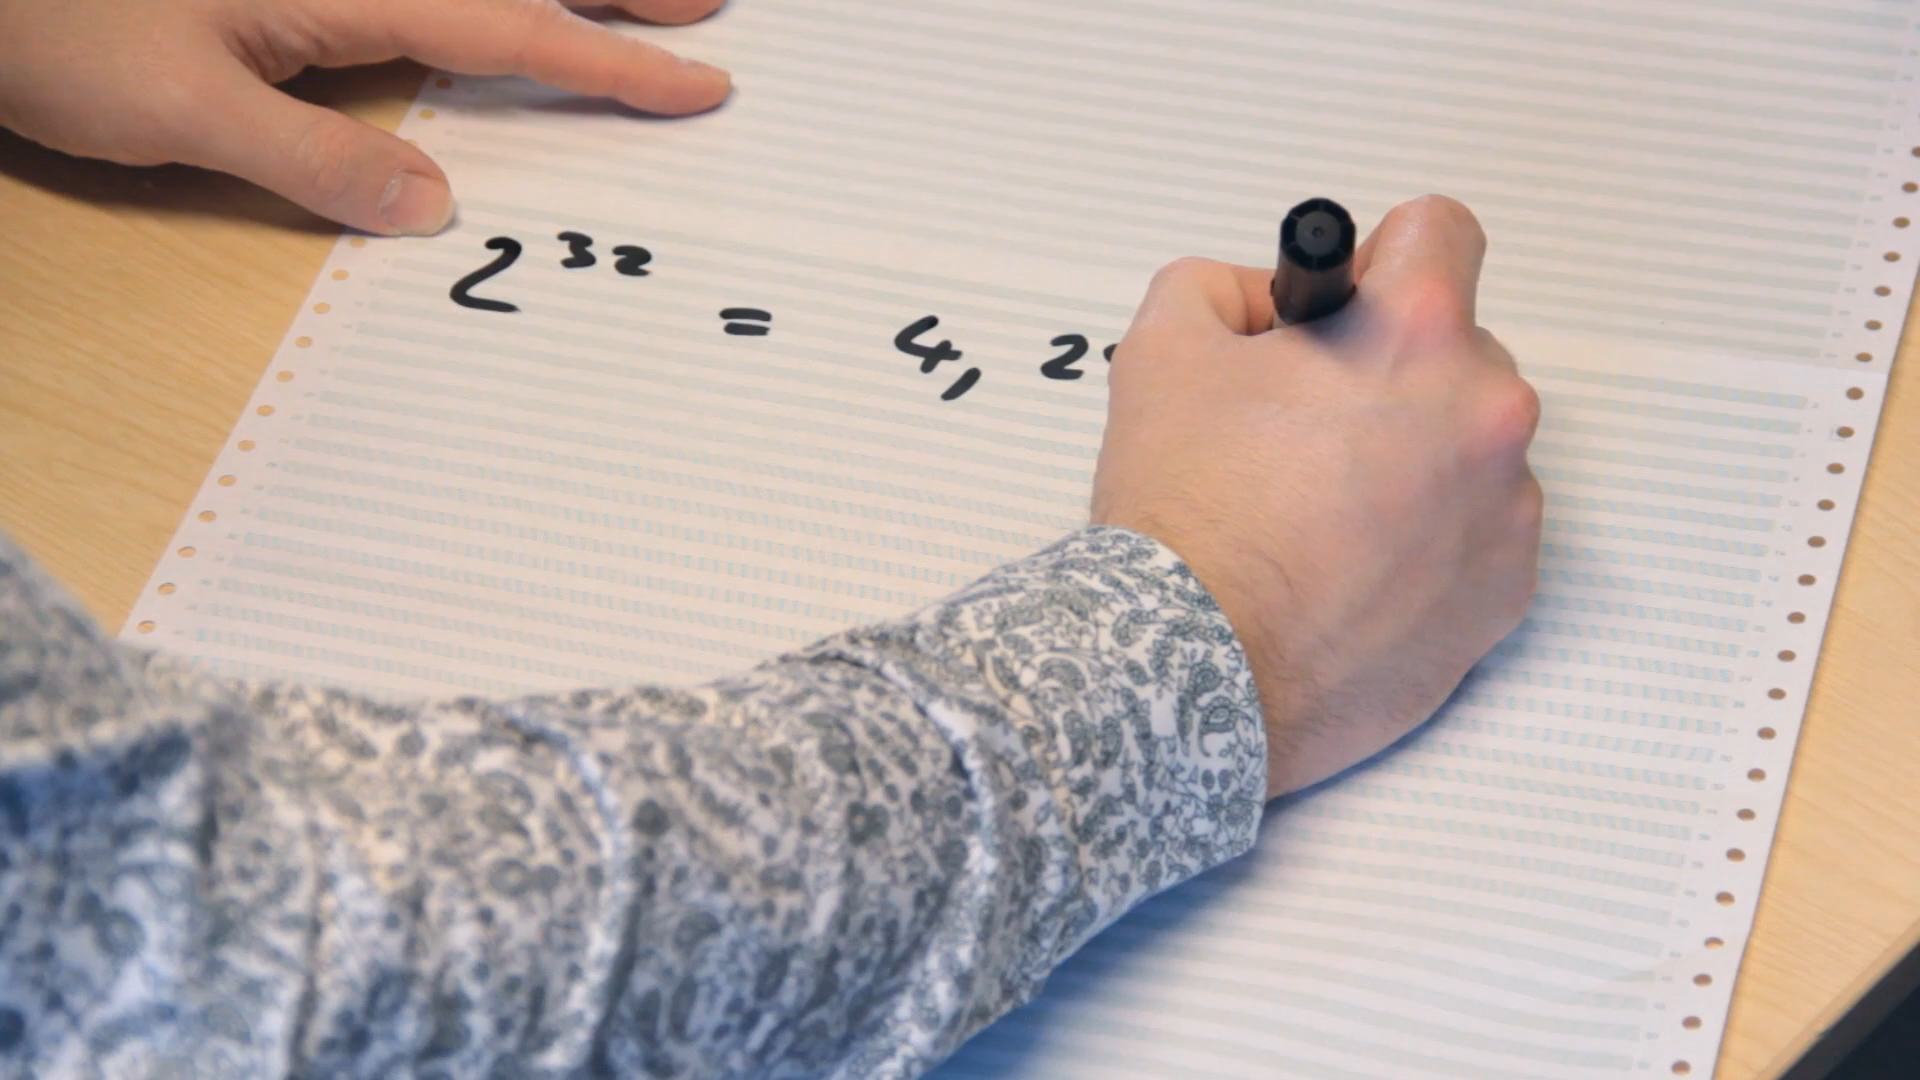 2³² = 4, 2